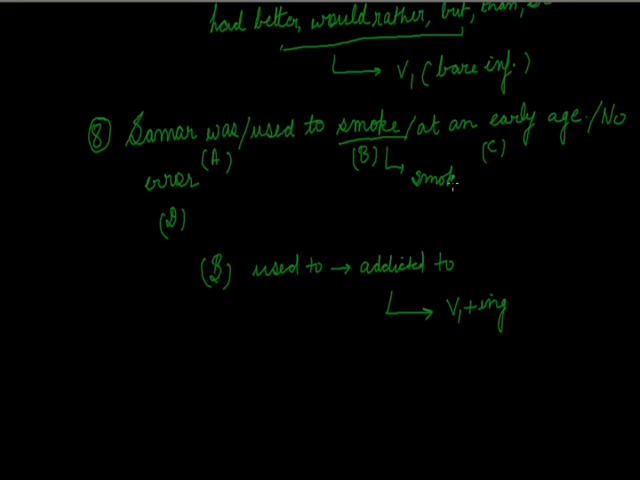 had better, would rather, but, than,
V1 (bare inf.)
8 Samar was/used to smoke/at an early age./No
(A) (B) (C)
error smok
(D)
(B) used to → addicted to
V1+ing